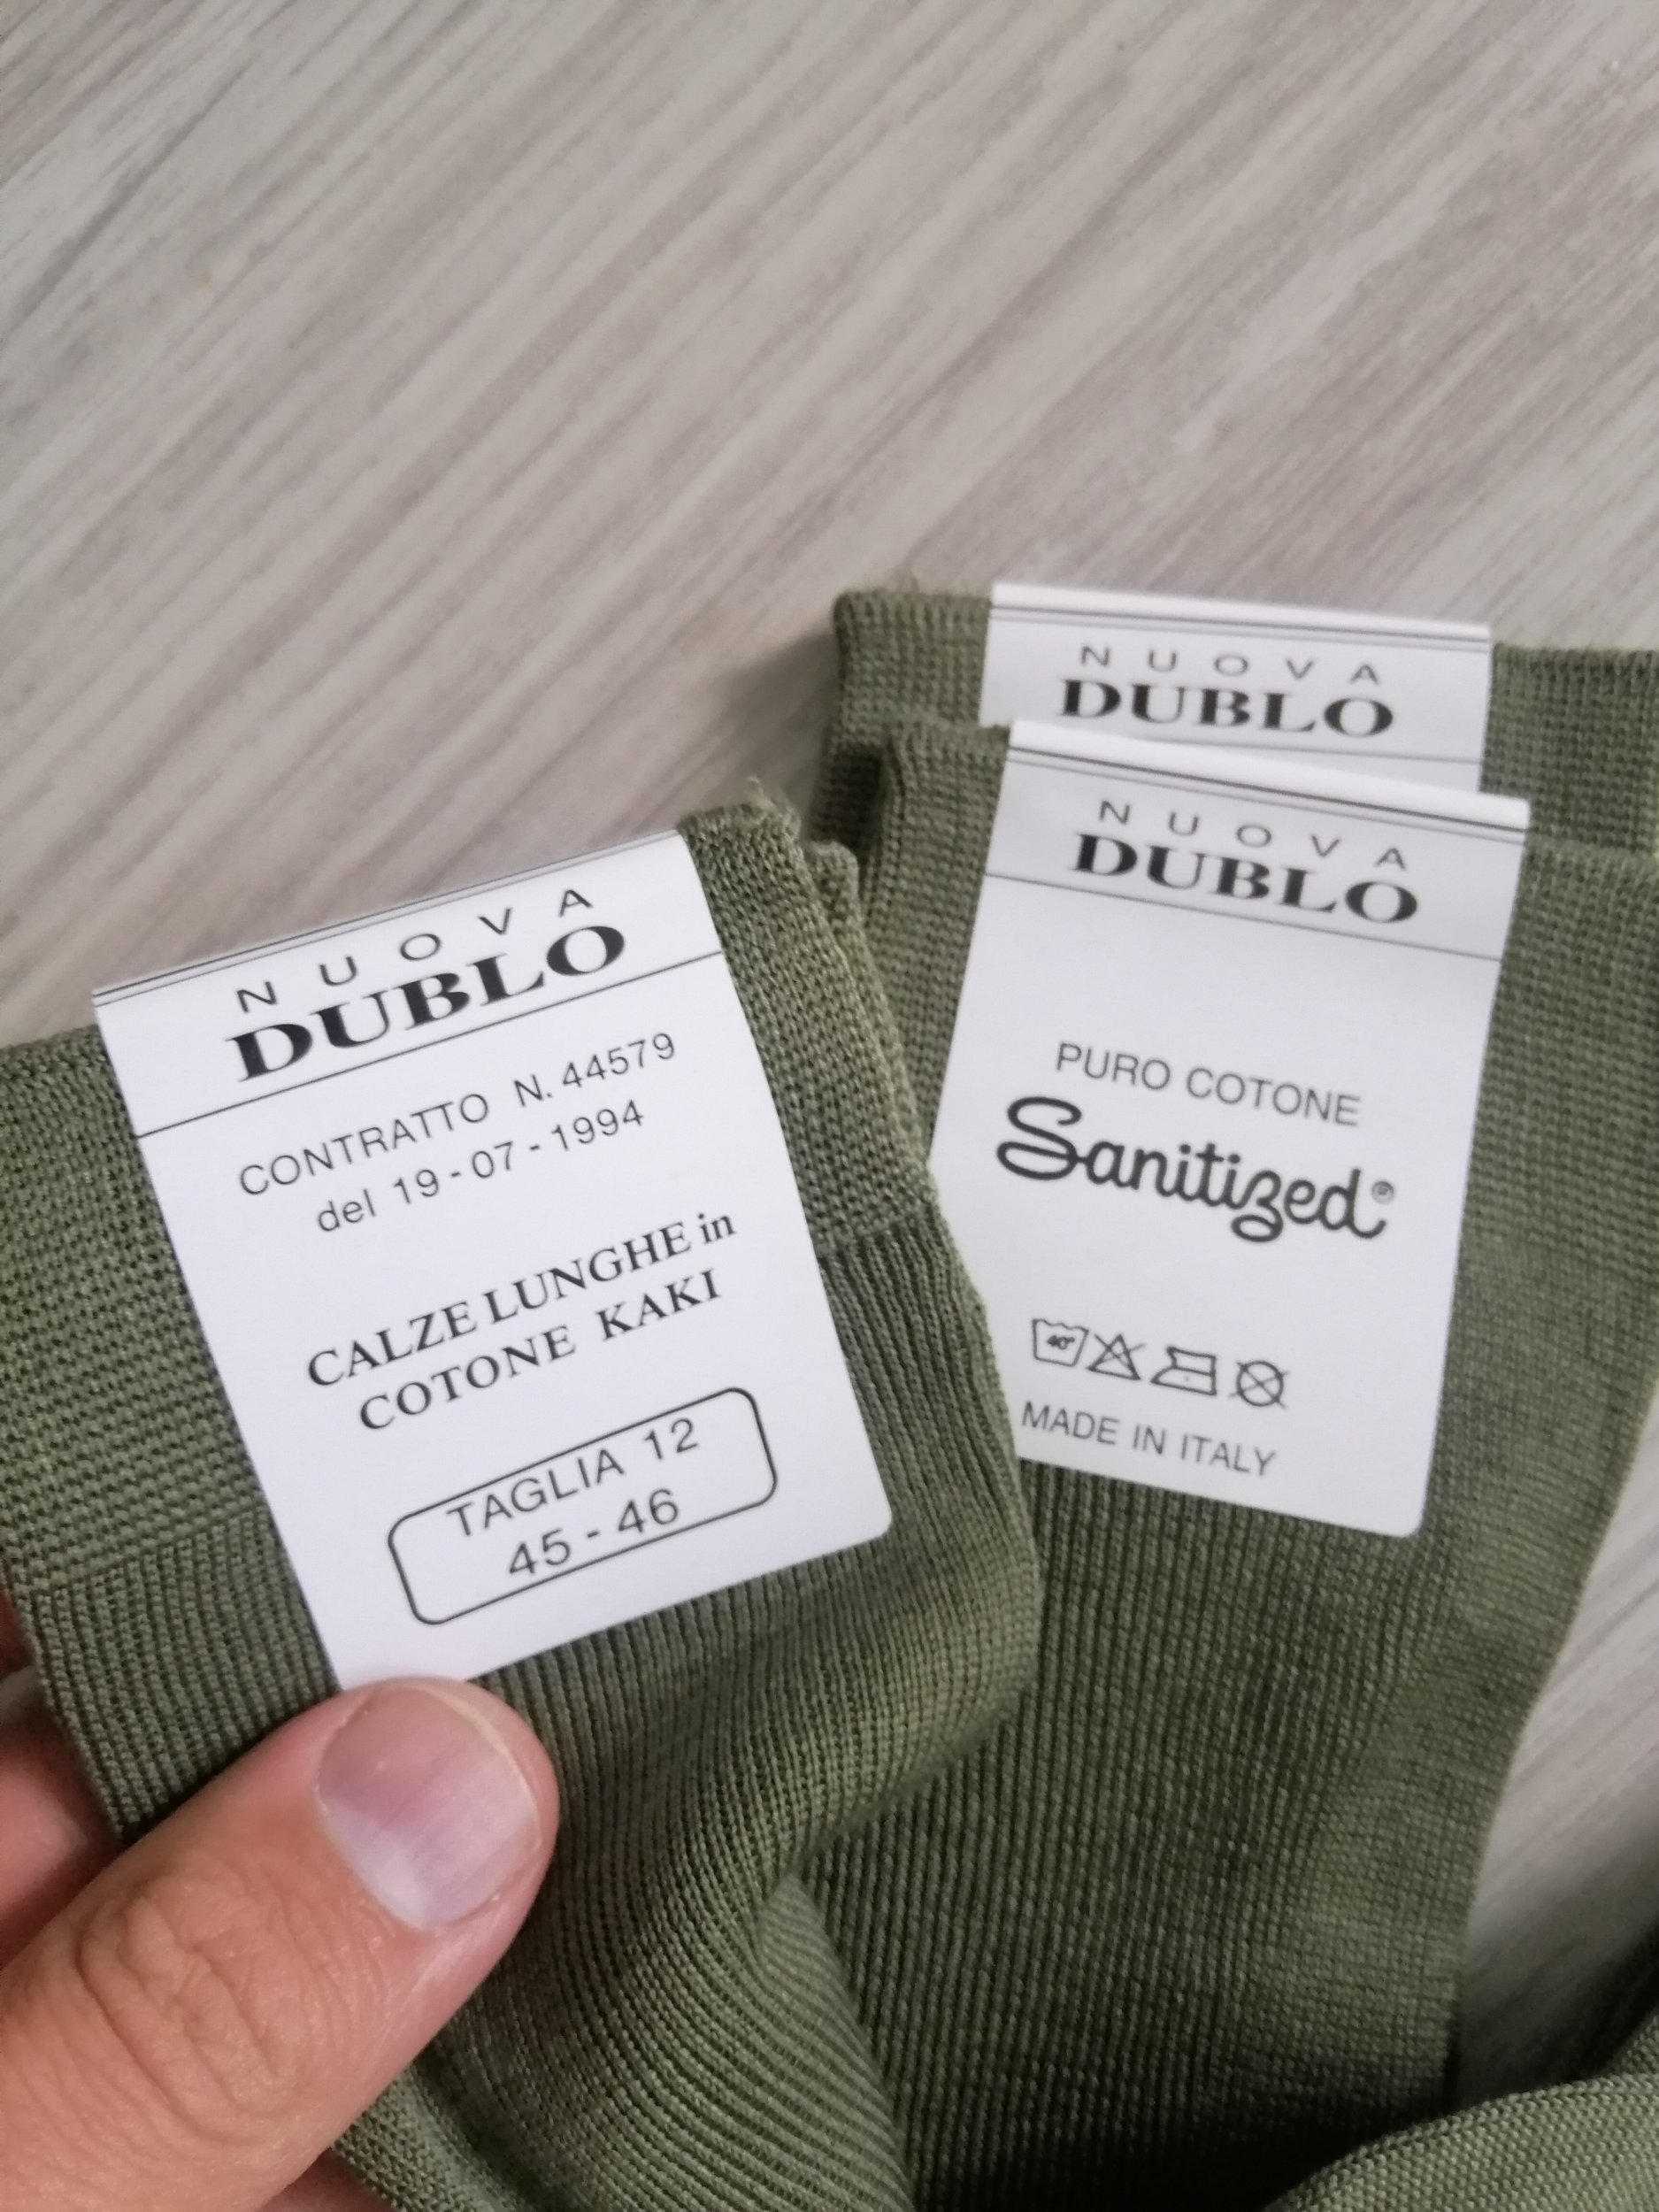 NUOVA
DUBLO
CONTRATTO N. 44579
del 19-07-1994
CALZE LUNGHE in
COTONE KAKI
TAGLIA 12
45-46
NUOVA
DUBLO
NUOVA
DUBLO
PURO COTONE
Sanitized®
40°
MADE IN ITALY